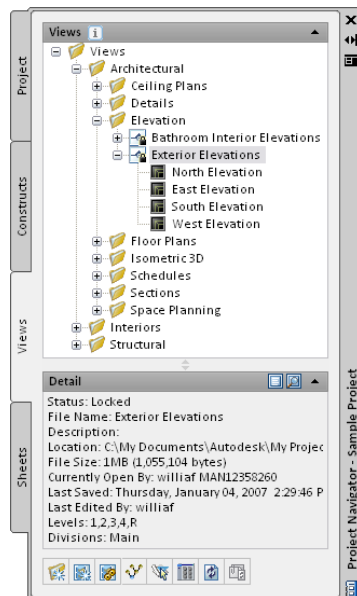 Project
Constructs
Views
Sheets
Views
Views
Architectural
Ceiling Plans
Details
Elevation
Bathroom Interior Elevations
Exterior Elevations
North Elevation
East Elevation
South Elevation
West Elevation
Floor Plans
Isometric 3D
Schedules
Sections
Space Planning
Interiors
Structural
Detail
Status: Locked
File Name: Exterior Elevations
Description:
Location: C:\My Documents\Autodesk\My Projec
File Size: 1MB (1,055,104 bytes)
Currently Open By: williaf MAN12358260
Last Saved: Thursday, January 04, 2007 2:29:46 P
Last Edited By: williaf
Levels: 1,2,3,4,R
Divisions: Main
Project Navigator - Sample Project